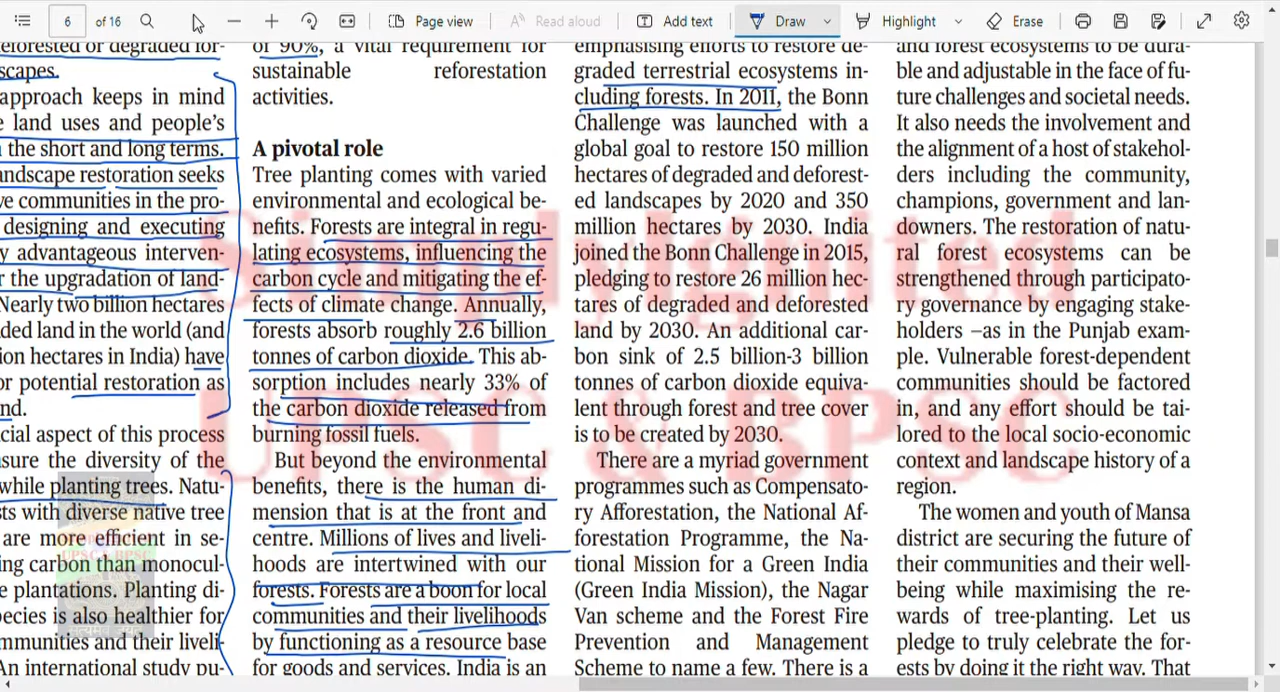 6 of 16 Page view Read aloud Add text Draw Highlight Erase
deforested or degraded for-
scapes.
approach keeps in mind
land uses and people's
the short and long terms.
andscape restoration seeks
ve communities in the pro-
designing and executing
y advantageous interven-
r the upgradation of land-
Nearly two billion hectares
ded land in the world (and
ion hectares in India) have
or potential restoration as
nd.
cial aspect of this process
sure the diversity of the
while planting trees. Natu-
sts with diverse native tree
are more efficient in se-
ing carbon than monocul-
e plantations. Planting di-
pecies is also healthier for
mmunities and their liveli-
An international study pu-
of 90%, a vital requirement for
sustainable reforestation
activities.
A pivotal role
Tree planting comes with varied
environmental and ecological be-
nefits. Forests are integral in regu-
lating ecosystems, influencing the
carbon cycle and mitigating the ef-
fects of climate change. Annually,
forests absorb roughly 2.6 billion
tonnes of carbon dioxide. This ab-
sorption includes nearly 33% of
the carbon dioxide released from
burning fossil fuels.
But beyond the environmental
benefits, there is the human di-
mension that is at the front and
centre. Millions of lives and liveli-
hoods are intertwined with our
forests. Forests are a boon for local
communities and their livelihoods
by functioning as a resource base
for goods and services. India is an
emphasising efforts to restore de-
graded terrestrial ecosystems in-
cluding forests. In 2011, the Bonn
Challenge was launched with a
global goal to restore 150 million
hectares of degraded and deforest-
ed landscapes by 2020 and 350
million hectares by 2030. India
joined the Bonn Challenge in 2015,
pledging to restore 26 million hec-
tares of degraded and deforested
land by 2030. An additional car-
bon sink of 2.5 billion-3 billion
tonnes of carbon dioxide equiva-
lent through forest and tree cover
is to be created by 2030.
There are a myriad government
programmes such as Compensato-
ry Afforestation, the National Af-
forestation Programme, the Na-
tional Mission for a Green India
(Green India Mission), the Nagar
Van scheme and the Forest Fire
Prevention and Management
Scheme to name a few. There is a
and forest ecosystems to be dura-
ble and adjustable in the face of fu-
ture challenges and societal needs.
It also needs the involvement and
the alignment of a host of stakehol-
ders including the community,
champions, government and lan-
downers. The restoration of natu-
ral forest ecosystems can be
strengthened through participato-
ry governance by engaging stake-
holders –as in the Punjab exam-
ple. Vulnerable forest-dependent
communities should be factored
in, and any effort should be tai-
lored to the local socio-economic
context and landscape history of a
region.
The women and youth of Mansa
district are securing the future of
their communities and their well-
being while maximising the re-
wards of tree-planting. Let us
pledge to truly celebrate the for-
ests by doing it the right way. That
Simply Ignited
UPSC & BPSC
UPSC & BPSC
सत्यमेव जयते